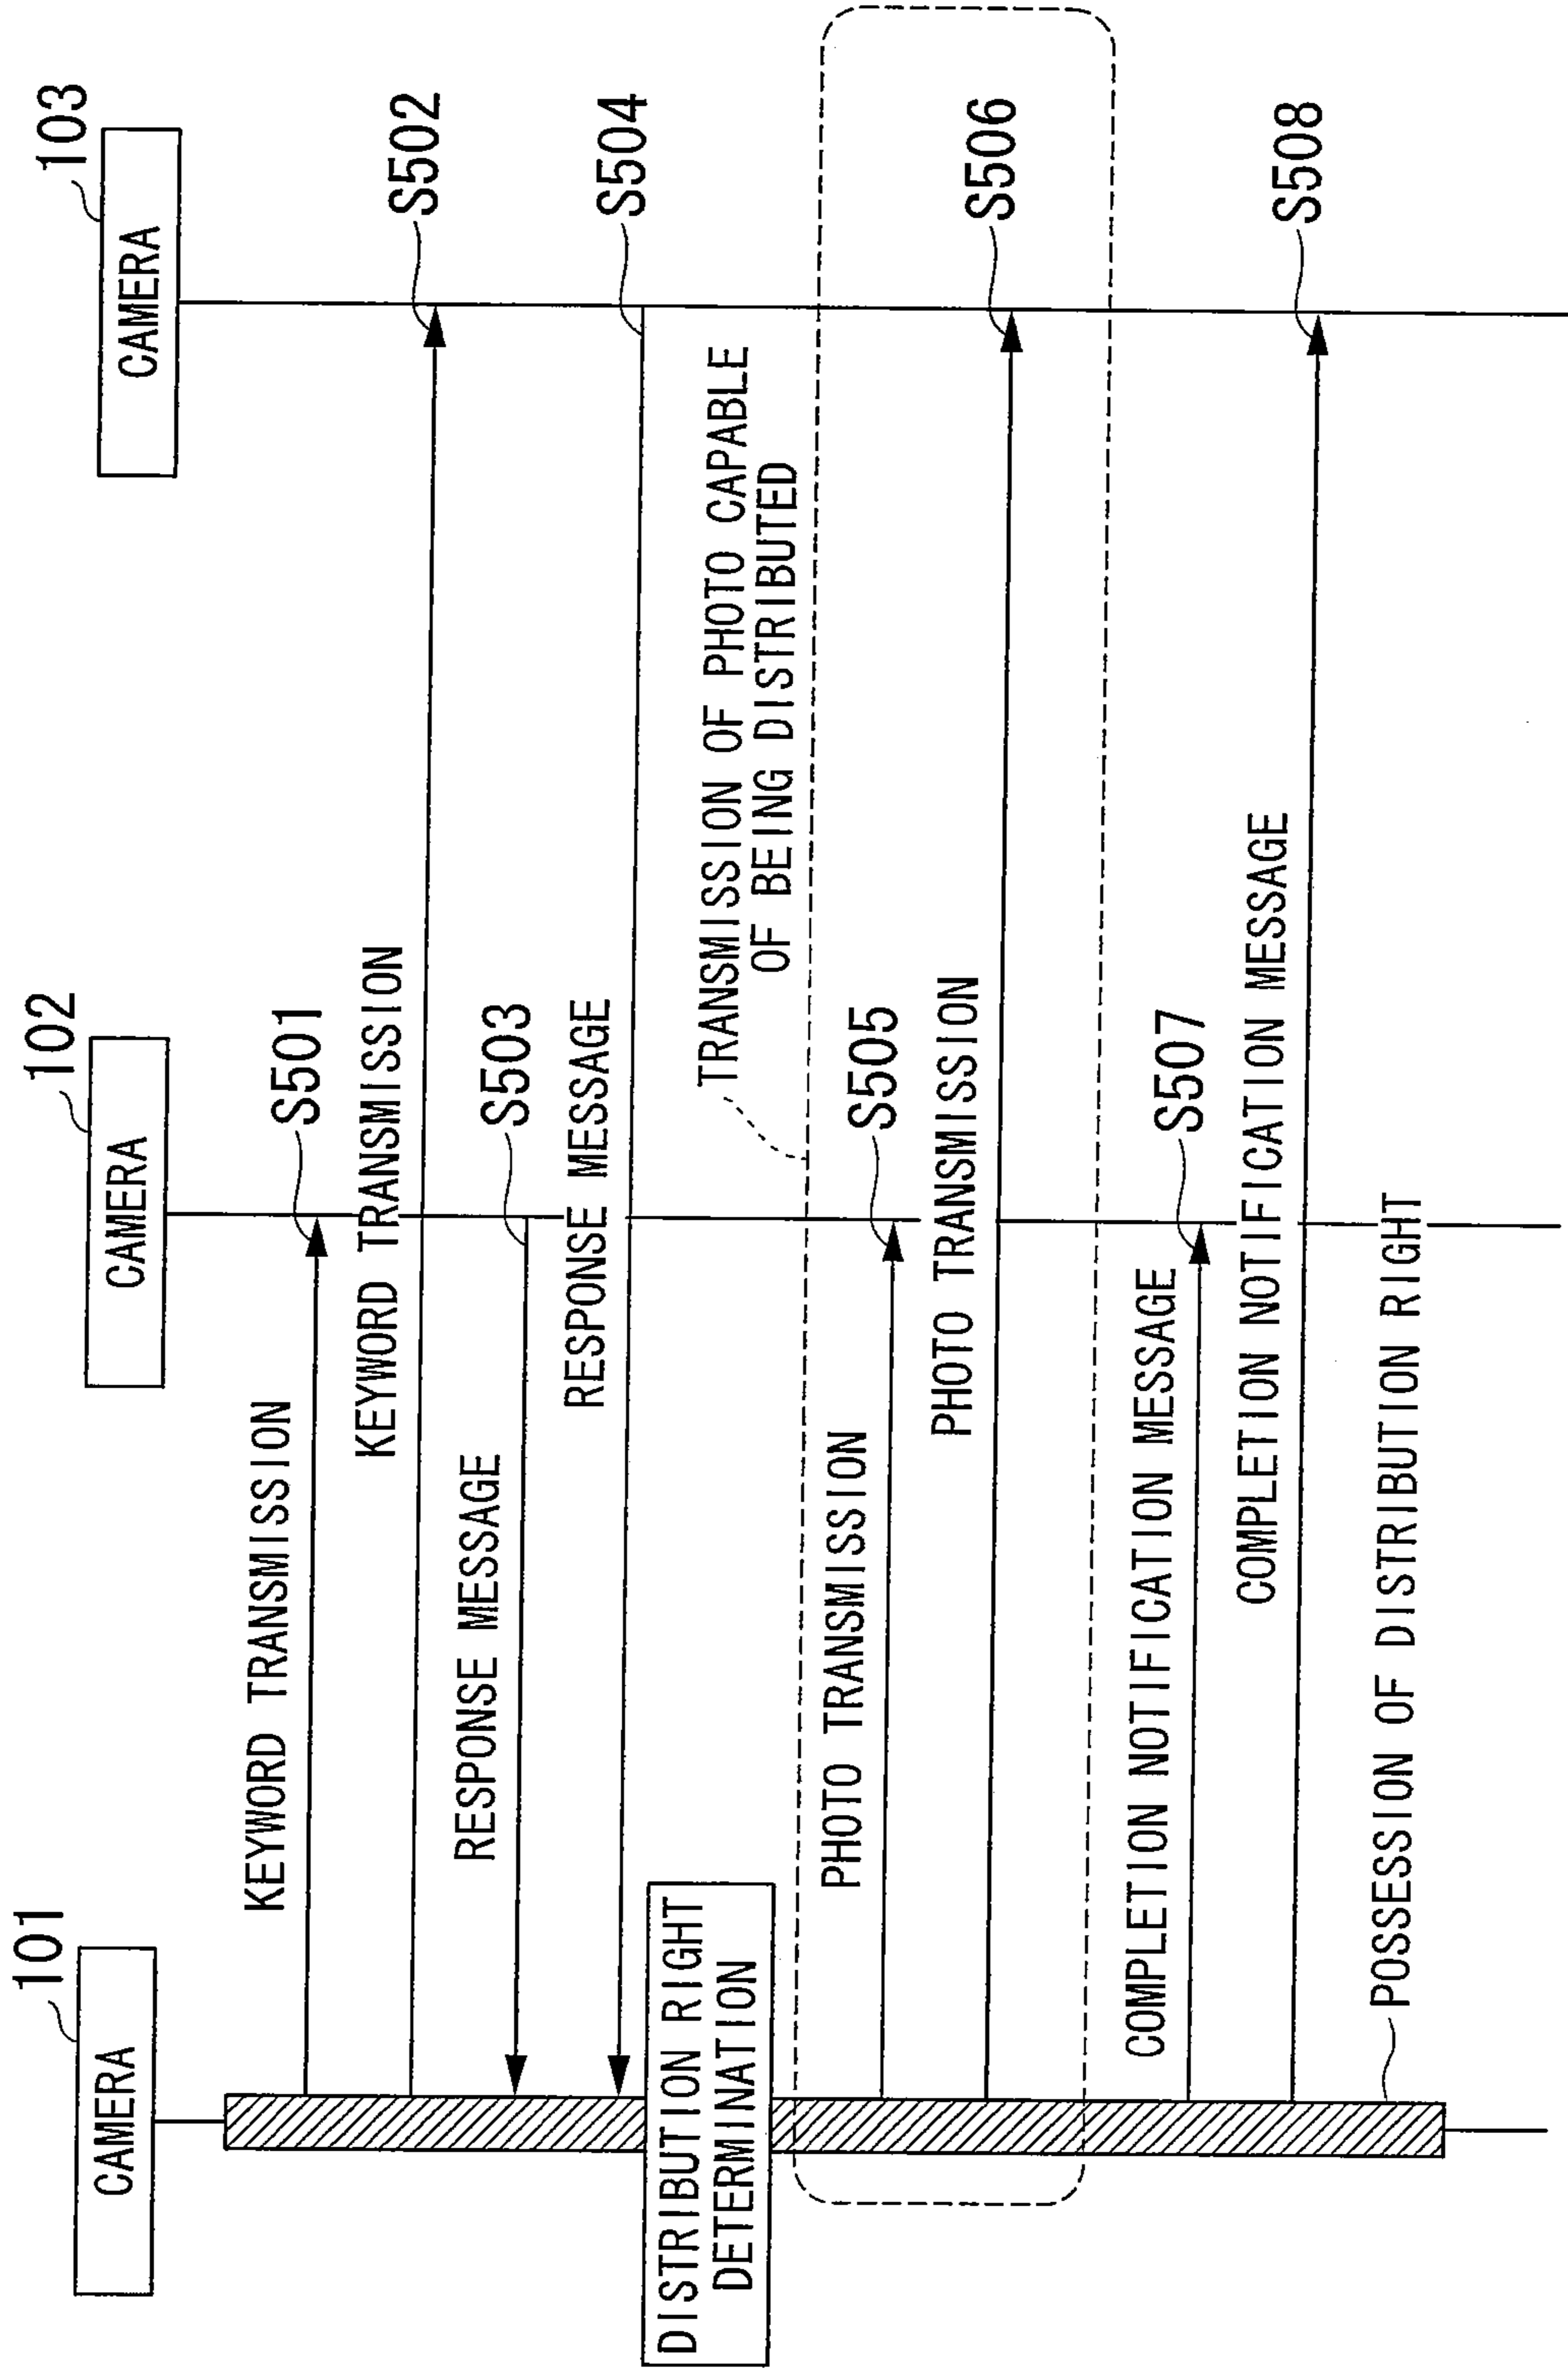 101
CAMERA
102
CAMERA
103
CAMERA
KEYWORD TRANSMISSION
S501
KEYWORD TRANSMISSION
S502
RESPONSE MESSAGE
S503
RESPONSE MESSAGE
S504
DISTRIBUTION RIGHT
DETERMINATION
TRANSMISSION OF PHOTO CAPABLE
OF BEING DISTRIBUTED
PHOTO TRANSMISSION
S505
PHOTO TRANSMISSION
S506
COMPLETION NOTIFICATION MESSAGE
S507
COMPLETION NOTIFICATION MESSAGE
S508
POSSESSION OF DISTRIBUTION RIGHT